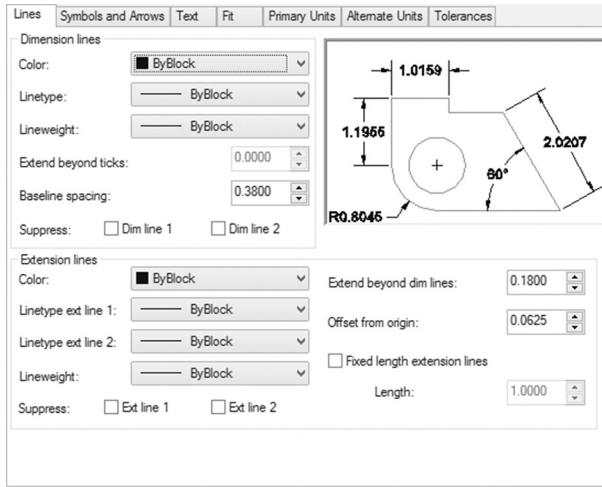 Lines Symbols and Arrows Text Fit Primary Units Alternate Units Tolerances
Dimension lines
Color: ByBlock
Linetype: ByBlock
Lineweight: ByBlock
Extend beyond ticks: 0.0000
Baseline spacing: 0.3800
Suppress: Dim line 1 Dim line 2
1.0159
1.1955
2.0207
60°
R0.8045
Extension lines
Color: ByBlock
Linetype ext line 1: ByBlock
Linetype ext line 2: ByBlock
Lineweight: ByBlock
Suppress: Ext line 1 Ext line 2
Extend beyond dim lines: 0.1800
Offset from origin: 0.0625
Fixed length extension lines
Length: 1.0000